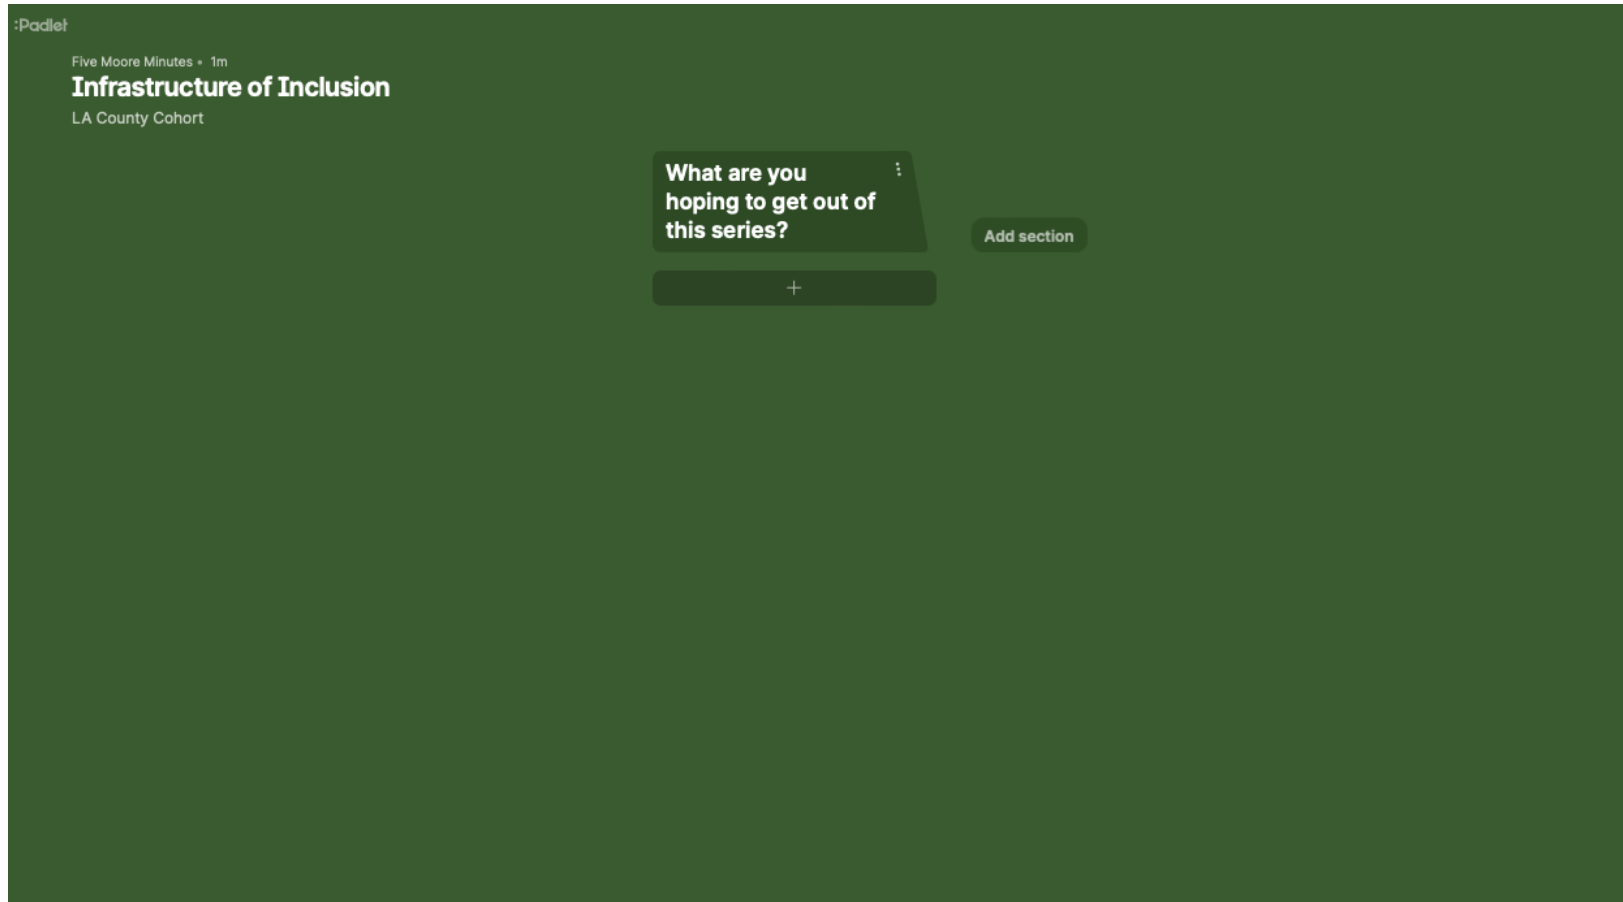 :Padlet
Five Moore Minutes • 1m
Infrastructure of Inclusion
LA County Cohort
What are you
hoping to get out of
this series?
Add section